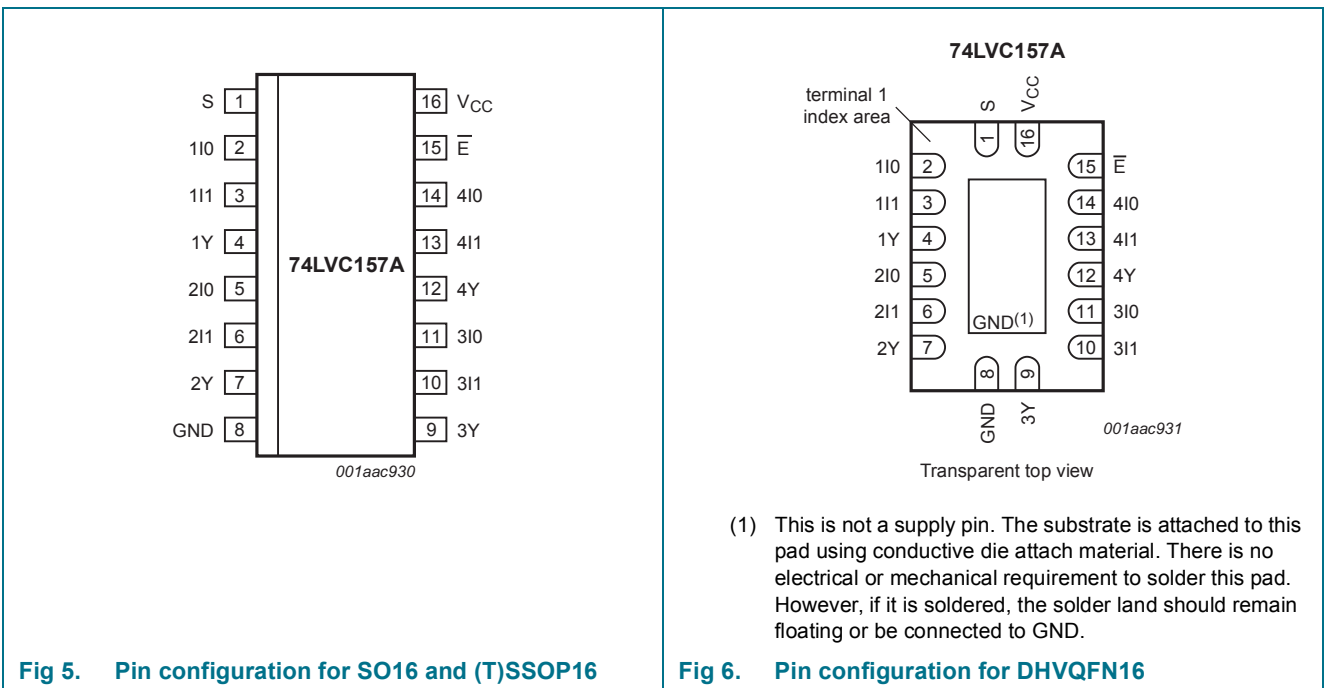 S 1
1I0 2
1I1 3
1Y 4
2I0 5
2I1 6
2Y 7
GND 8
74LVC157A
16 VCC
15 E̅
14 4I0
13 4I1
12 4Y
11 3I0
10 3I1
9 3Y
001aac930
Fig 5. Pin configuration for SO16 and (T)SSOP16
74LVC157A
terminal 1
index area
S
VCC
1
16
1I0 2
1I1 3
1Y 4
2I0 5
2I1 6
2Y 7
15 E̅
14 4I0
13 4I1
12 4Y
11 3I0
10 3I1
GND(1)
8
9
GND
3Y
001aac931
Transparent top view
(1) This is not a supply pin. The substrate is attached to this
pad using conductive die attach material. There is no
electrical or mechanical requirement to solder this pad.
However, if it is soldered, the solder land should remain
floating or be connected to GND.
Fig 6. Pin configuration for DHVQFN16